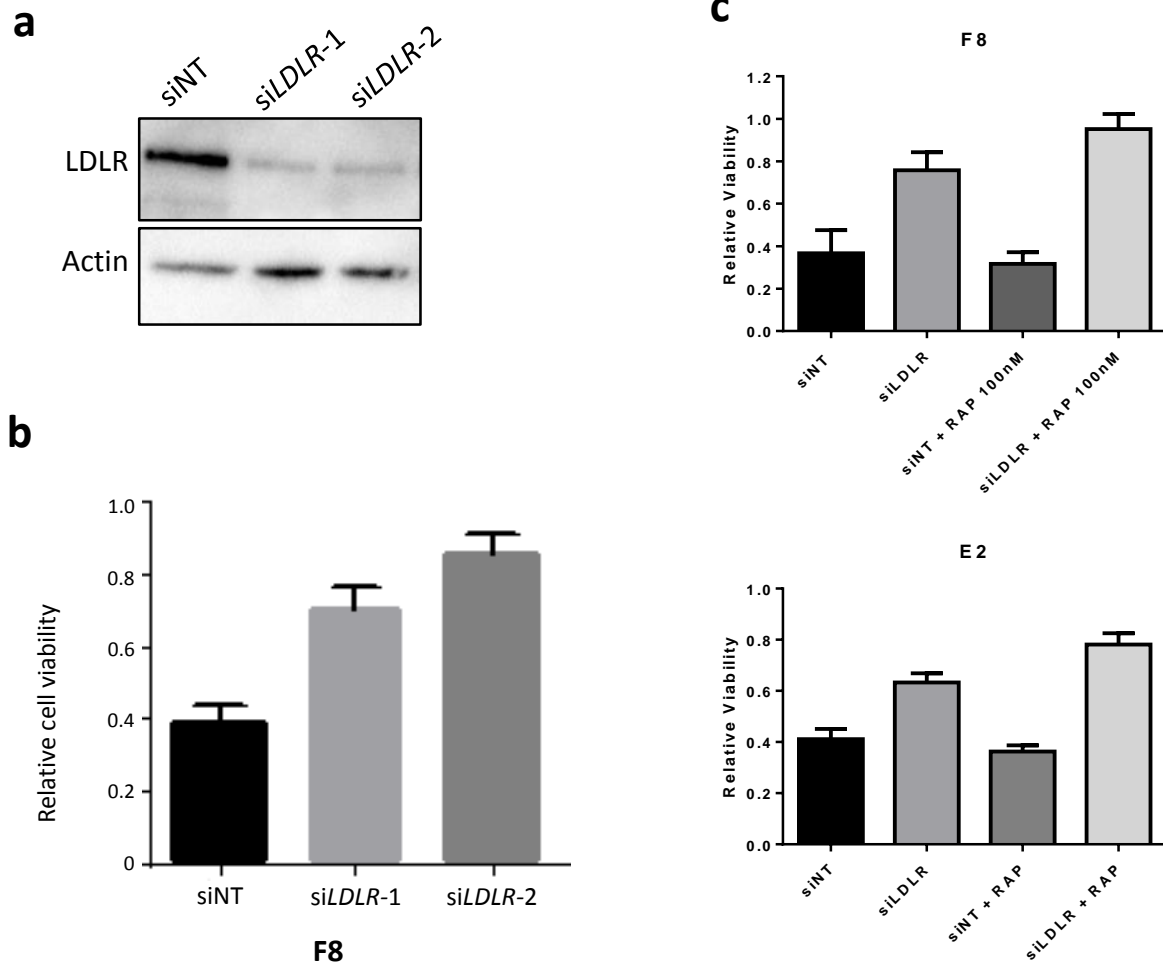 a
siNT
siLDLR-1
siLDLR-2
LDLR
Actin
b
Relative cell viability
1.0
0.8
0.6
0.4
0.2
0
siNT
siLDLR-1
siLDLR-2
F8
c
F8
Relative Viability
1.2
1.0
0.8
0.6
0.4
0.2
0.0
siNT
siLDLR
siNT + RAP 100nM
siLDLR + RAP 100nM
E2
Relative Viability
1.0
0.8
0.6
0.4
0.2
0.0
siNT
siLDLR
siNT + RAP
siLDLR + RAP